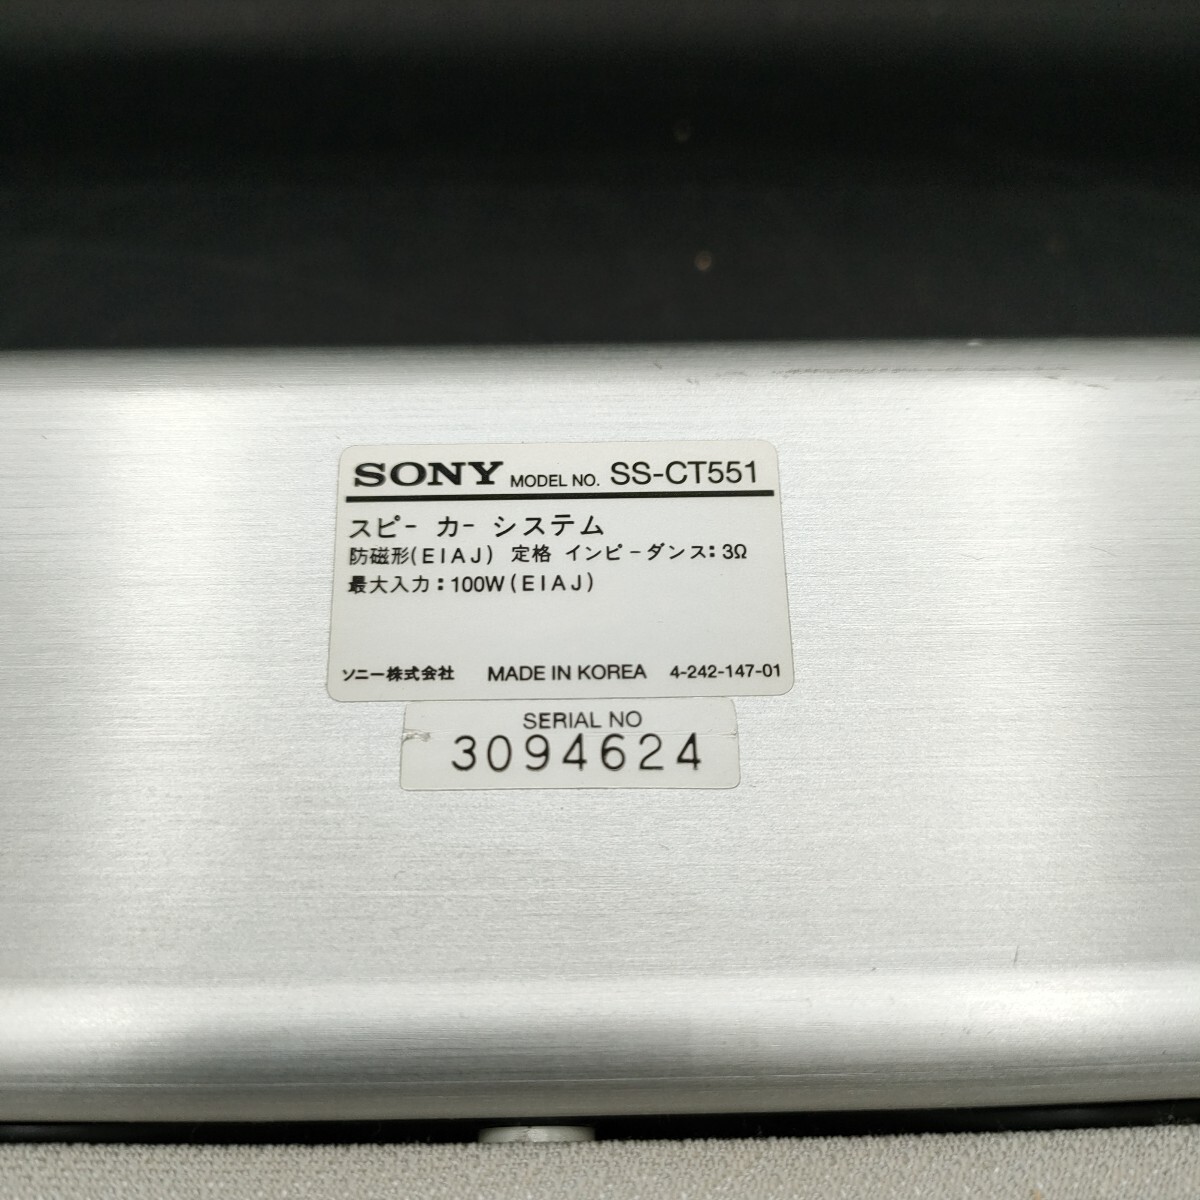 SONY MODEL NO. SS-CT551
スピ－ カ－ システム
防磁形(EIAJ) 定格 インピ－ダンス：3Ω
最大入力：100W(EIAJ)
ソニー株式会社 MADE IN KOREA 4-242-147-01
SERIAL NO
3094624